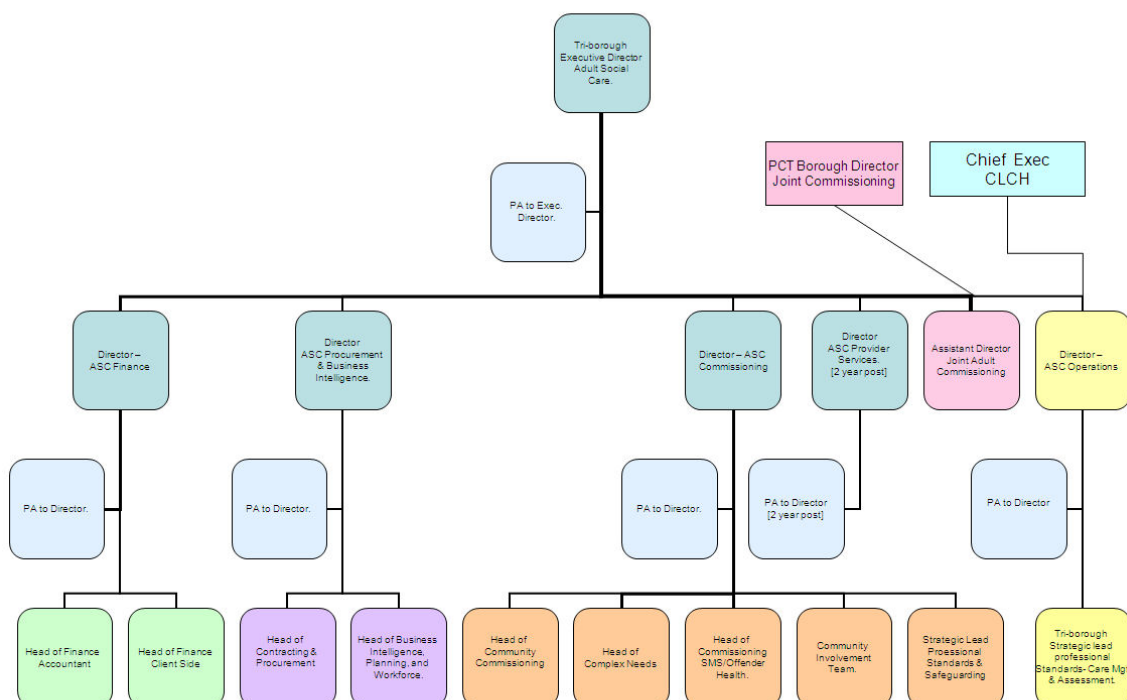 Tri-borough
Executive Director
Adult Social
Care.
PCT Borough Director
Joint Commissioning
Chief Exec
CLCH
PA to Exec.
Director.
Director –
ASC Finance
Director
ASC Procurement
& Business
Intelligence.
Director – ASC
Commissioning
Director
ASC Provider
Services.
[2 year post]
Assistant Director
Joint Adult
Commissioning
Director –
ASC Operations
PA to Director.
PA to Director.
PA to Director.
PA to Director
[2 year post]
PA to Director
Head of Finance
Accountant
Head of Finance
Client Side
Head of
Contracting &
Procurement
Head of Business
Intelligence,
Planning, and
Workforce.
Head of
Community
Commissioning
Head of
Complex Needs
Head of
Commissioning
SMS/Offender
Health.
Community
Involvement
Team.
Strategic Lead
Proessional
Standards &
Safeguarding
Tri-borough
Strategic lead
professional
Standards- Care Mgt
& Assessment.